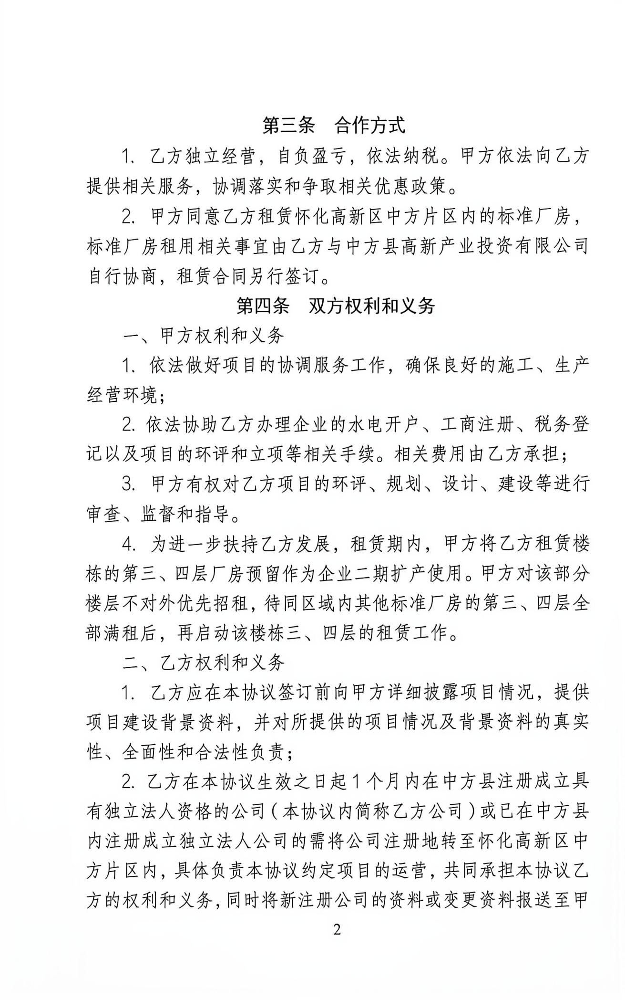 第三条 合作方式
1. 乙方独立经营，自负盈亏，依法纳税。甲方依法向乙方
提供相关服务，协调落实和争取相关优惠政策。
2. 甲方同意乙方租赁怀化高新区中方片区内的标准厂房，
标准厂房租用相关事宜由乙方与中方县高新产业投资有限公司
自行协商，租赁合同另行签订。
第四条 双方权利和义务
一、甲方权利和义务
1. 依法做好项目的协调服务工作，确保良好的施工、生产
经营环境；
2. 依法协助乙方办理企业的水电开户、工商注册、税务登
记以及项目的环评和立项等相关手续。相关费用由乙方承担；
3. 甲方有权对乙方项目的环评、规划、设计、建设等进行
审查、监督和指导。
4. 为进一步扶持乙方发展，租赁期内，甲方将乙方租赁楼
栋的第三、四层厂房预留作为企业二期扩产使用。甲方对该部分
楼层不对外优先招租，待同区域内其他标准厂房的第三、四层全
部满租后，再启动该楼栋三、四层的租赁工作。
二、乙方权利和义务
1. 乙方应在本协议签订前向甲方详细披露项目情况，提供
项目建设背景资料，并对所提供的项目情况及背景资料的真实
性、全面性和合法性负责；
2. 乙方在本协议生效之日起1个月内在中方县注册成立具
有独立法人资格的公司（本协议内简称乙方公司）或已在中方县
内注册成立独立法人公司的需将公司注册地转至怀化高新区中
方片区内，具体负责本协议约定项目的运营，共同承担本协议乙
方的权利和义务，同时将新注册公司的资料或变更资料报送至甲
2